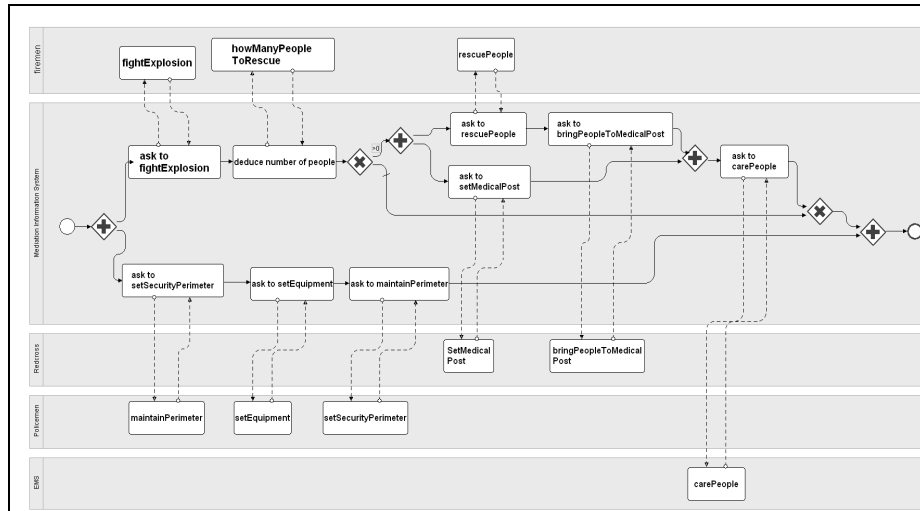 firemen
fightExplosion
howManyPeople
ToRescue
rescuePeople
Mediation Information System
ask to
fightExplosion
deduce number of people
>0
ask to
rescuePeople
ask to
bringPeopleToMedicalPost
ask to
setMedicalPost
ask to
carePeople
ask to
setSecurityPerimeter
ask to setEquipment
ask to maintainPerimeter
Redcross
SetMedical
Post
bringPeopleToMedical
Post
Policemen
maintainPerimeter
setEquipment
setSecurityPerimeter
EMS
carePeople